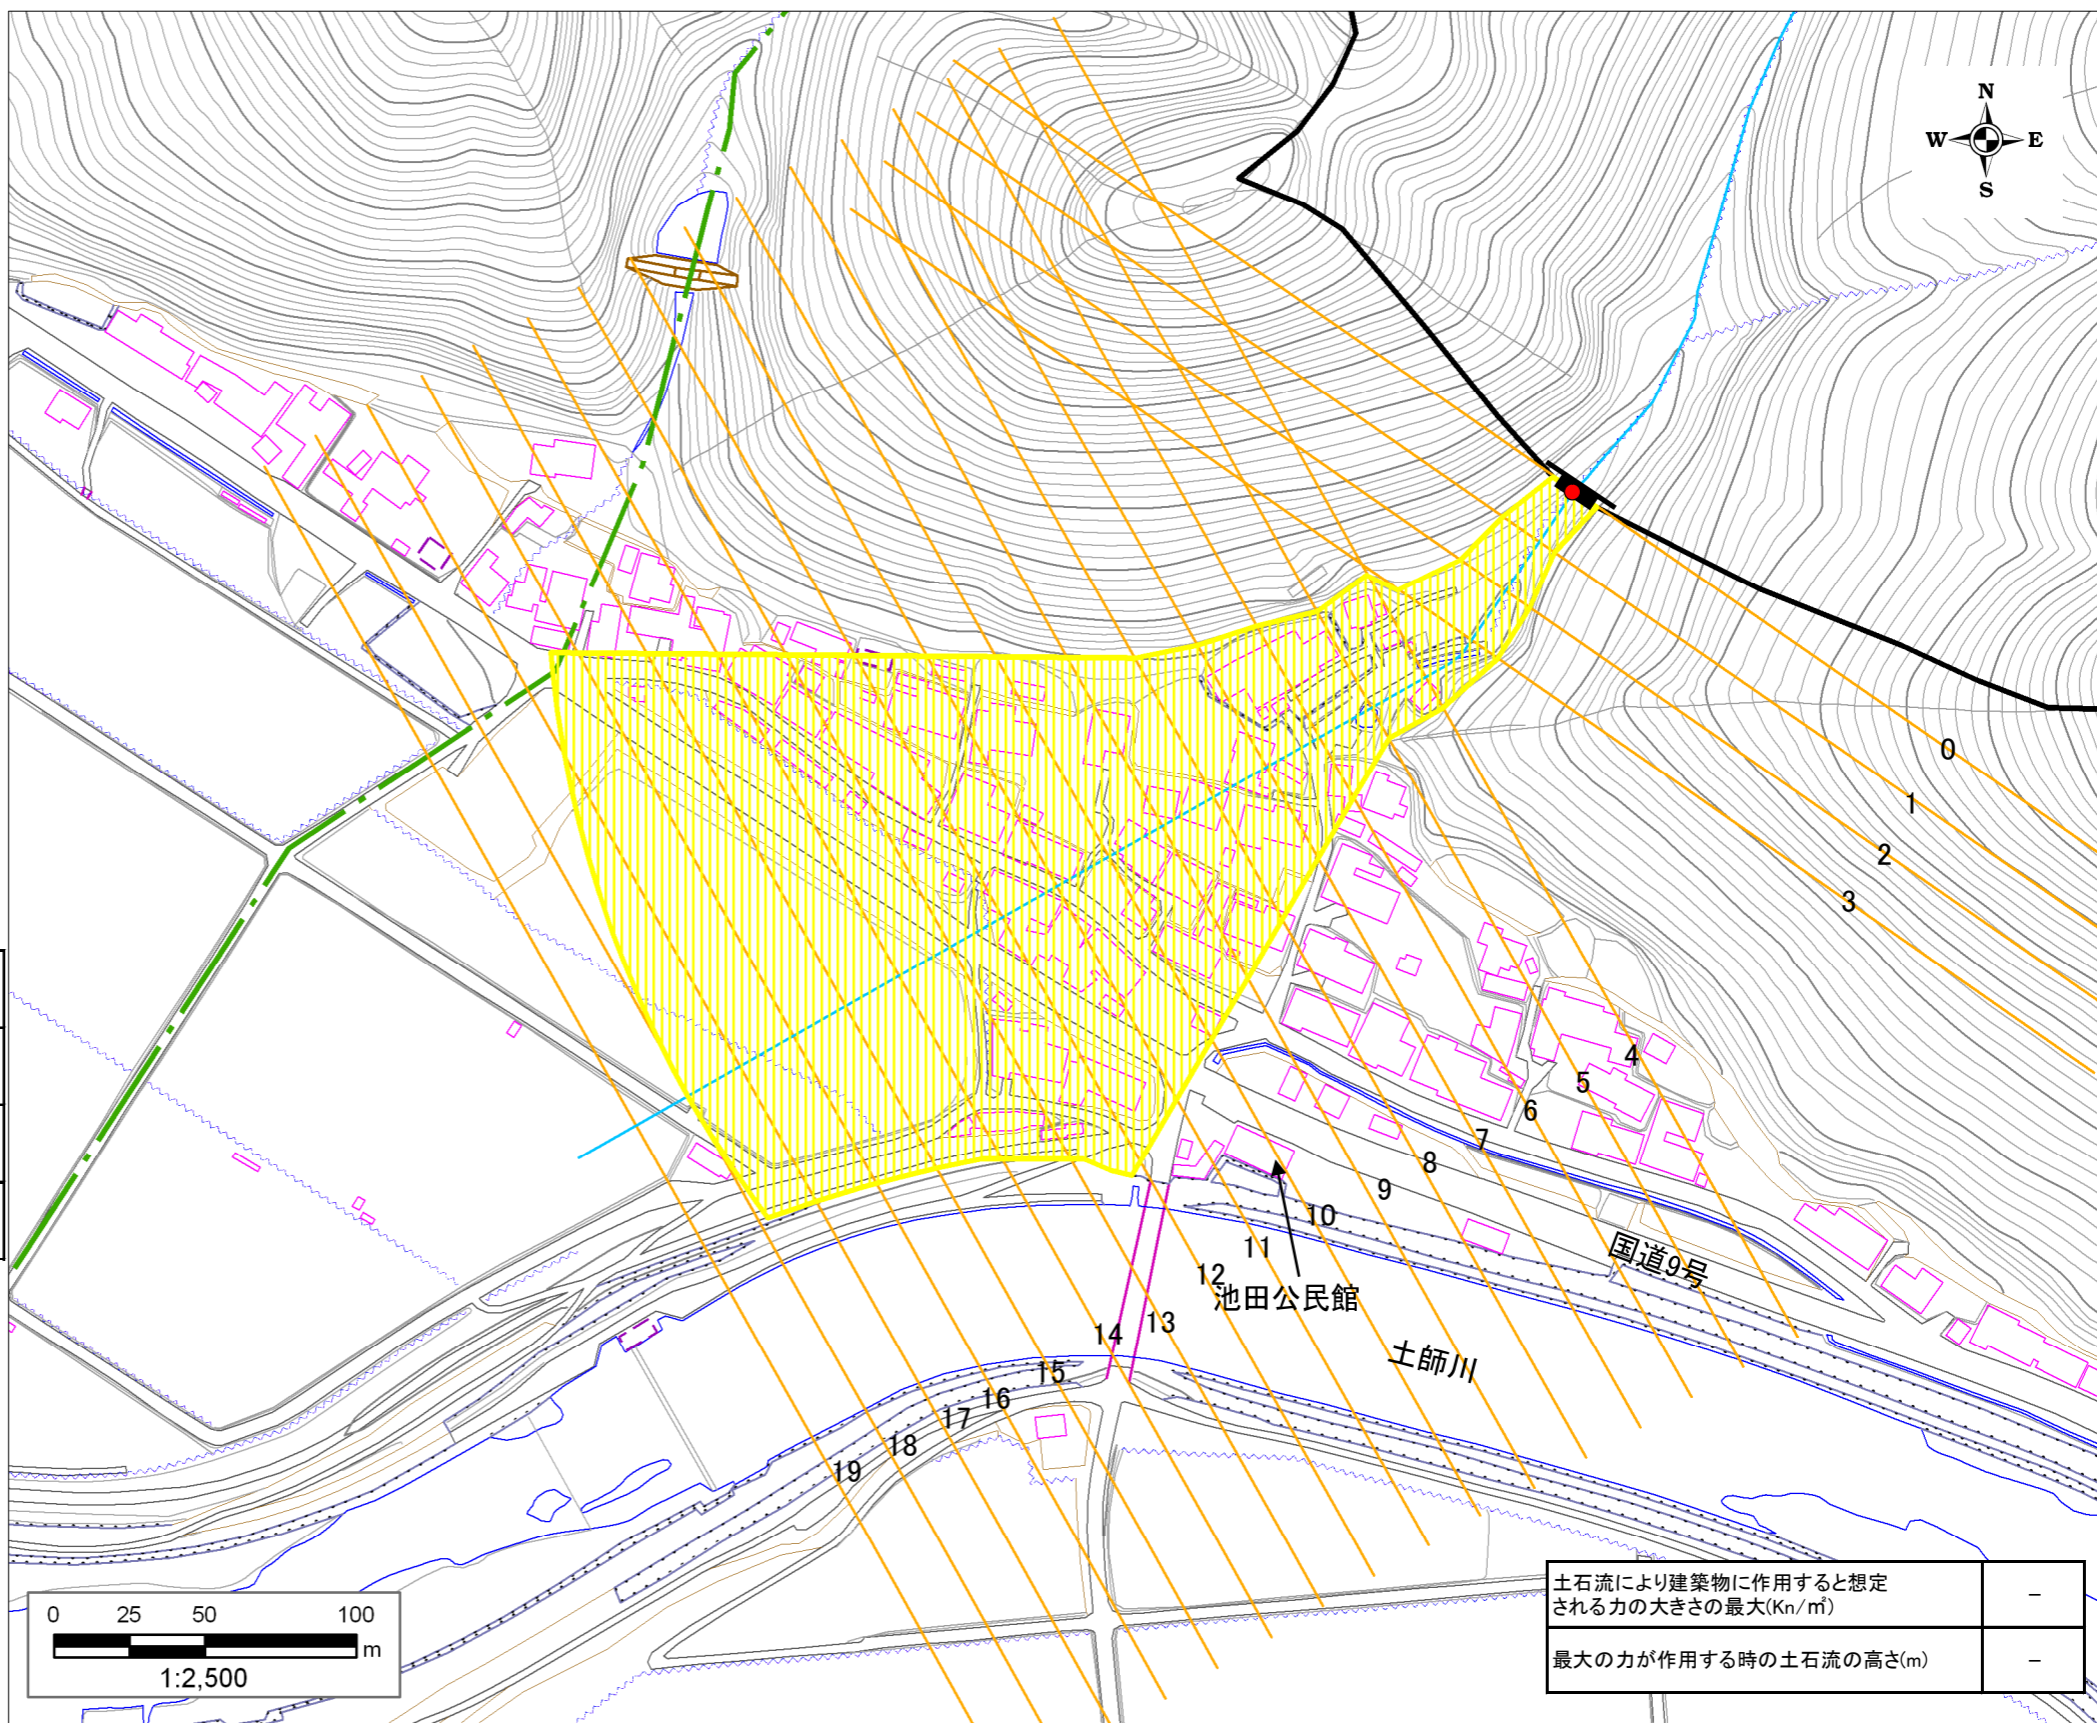 N
W E
S
0
1
2
3
4
5
6
7
8
9
10
11
12
13
14
15
16
17
18
19
国道9号
池田公民館
土師川
0 25 50 100
m
1:2,500
土石流により建築物に作用すると想定
される力の大きさの最大(Kn/㎡)
－
最大の力が作用する時の土石流の高さ(m)
－